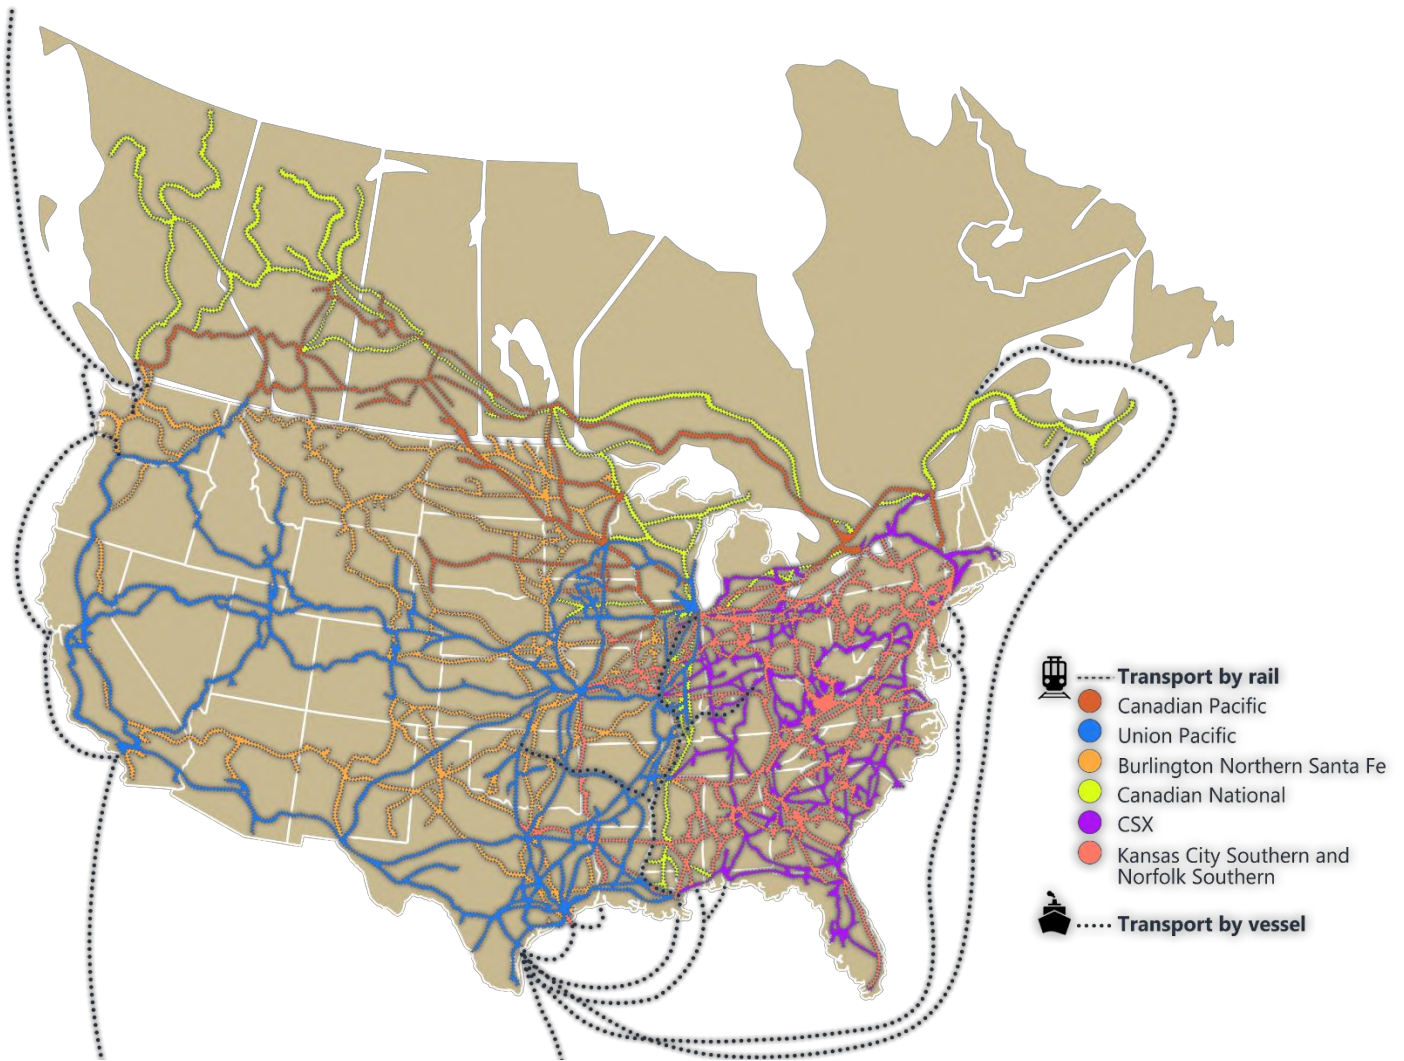 Transport by rail
Canadian Pacific
Union Pacific
Burlington Northern Santa Fe
Canadian National
CSX
Kansas City Southern and
Norfolk Southern
Transport by vessel